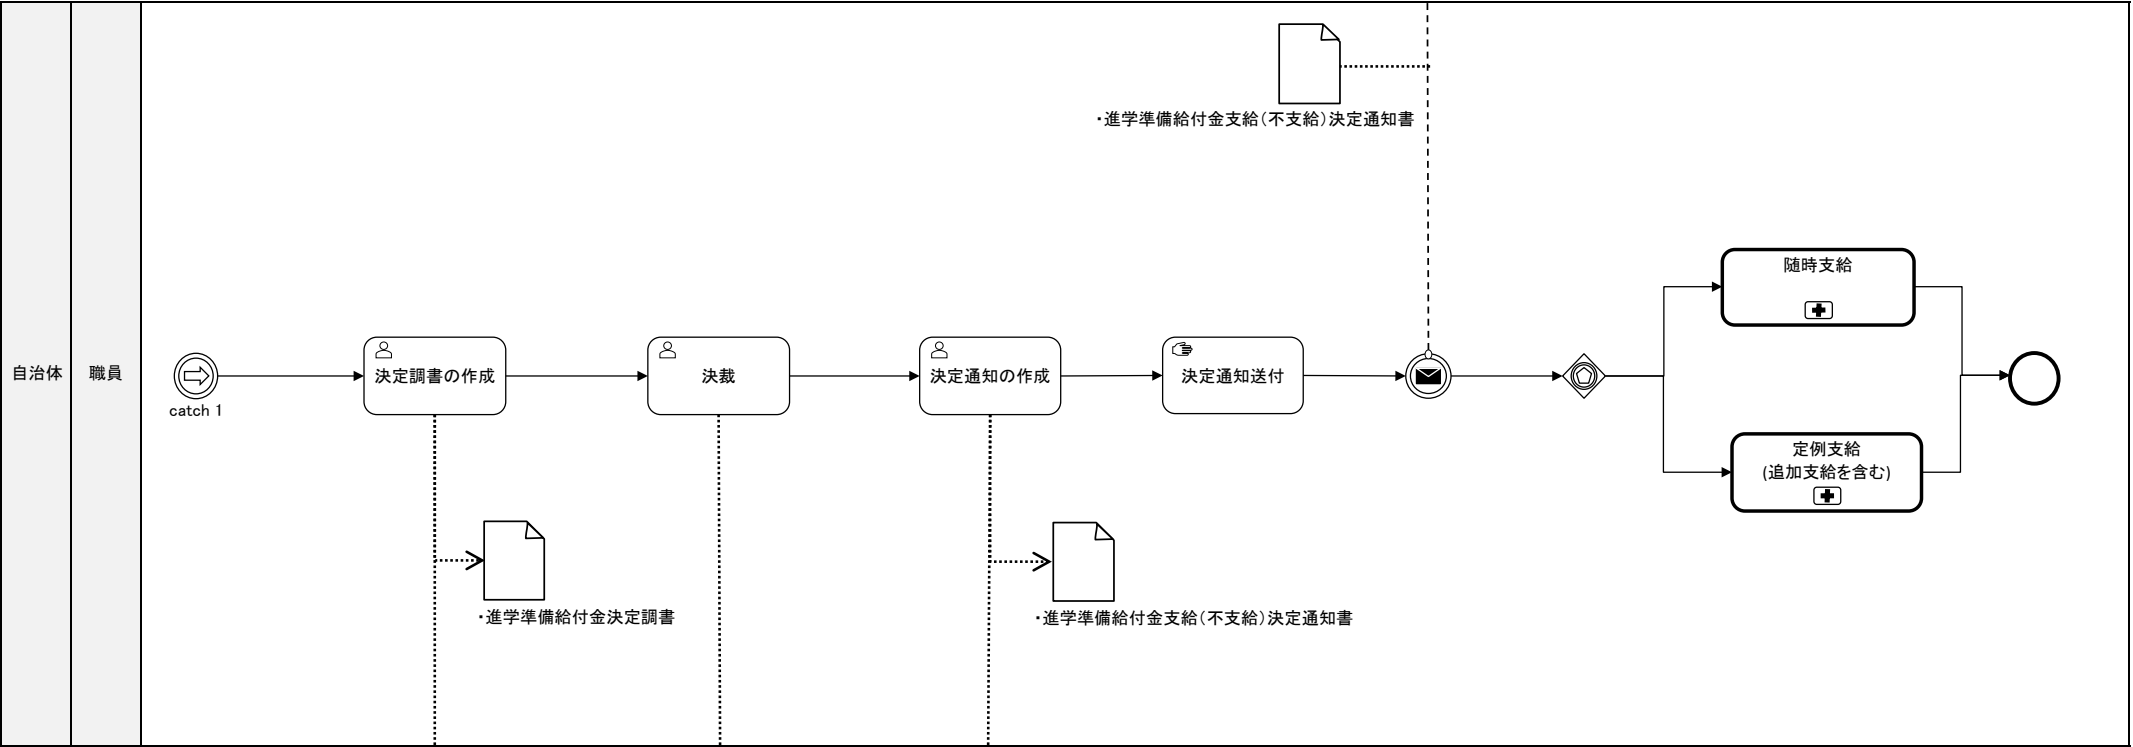 ・進学準備給付金支給（不支給）決定通知書
自治体
職員
catch 1
決定調書の作成
決裁
決定通知の作成
決定通知送付
随時支給
定例支給
(追加支給を含む)
・進学準備給付金決定調書
・進学準備給付金支給（不支給）決定通知書